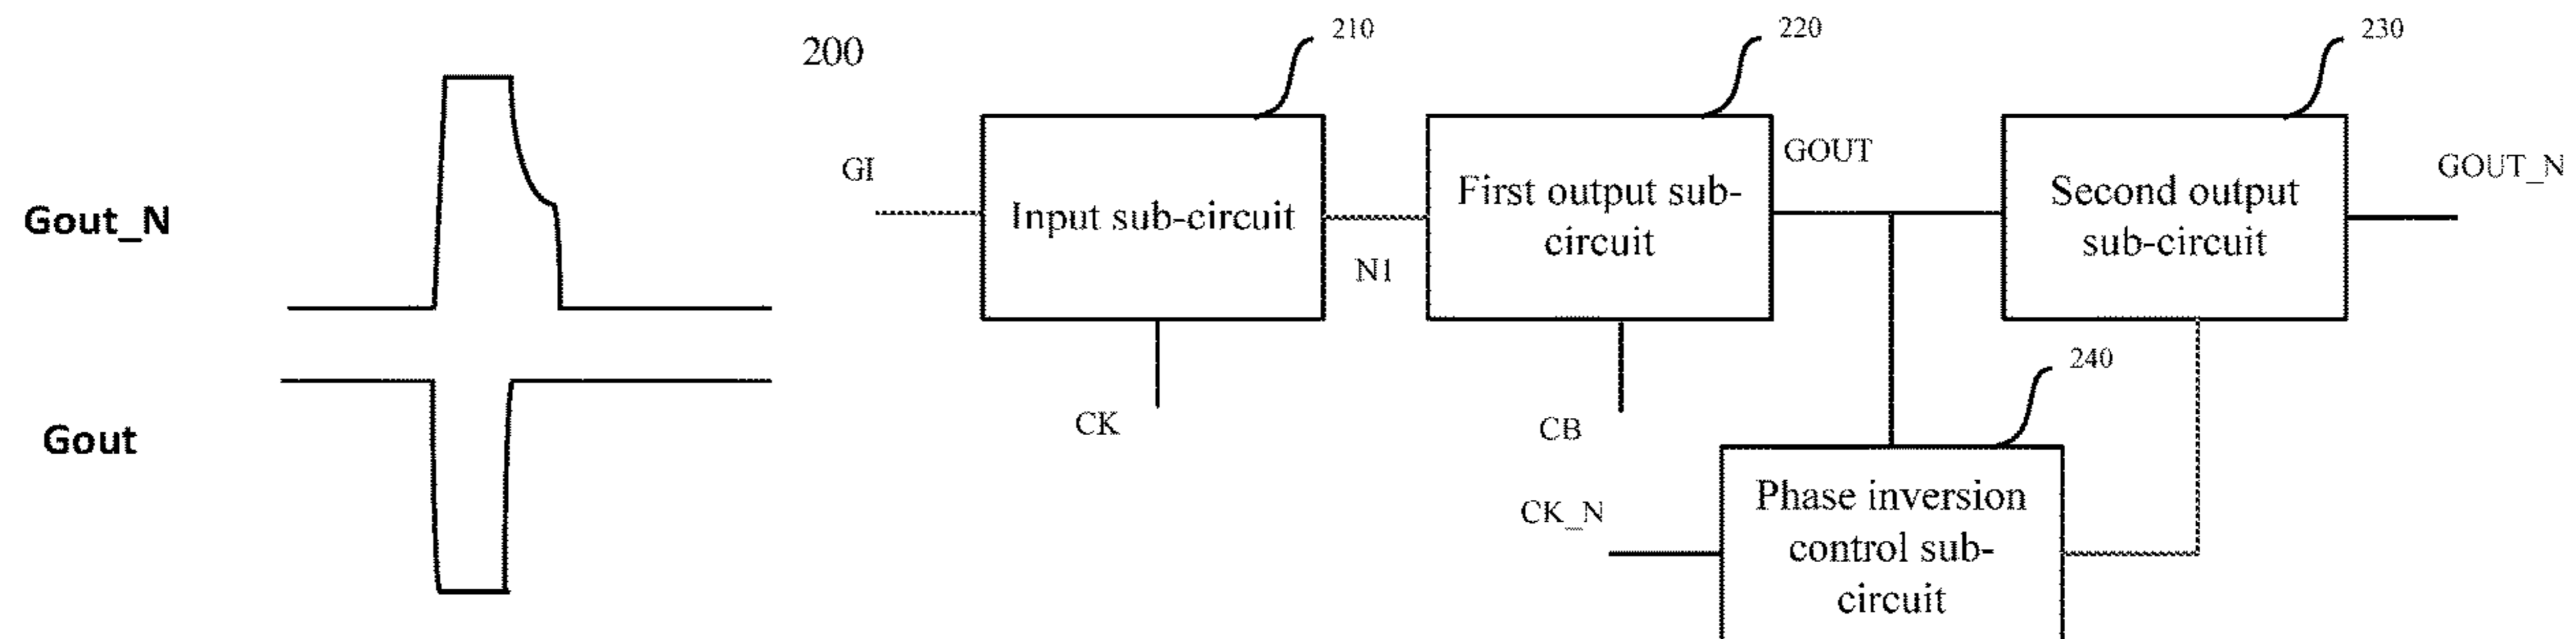 Gout_N
Gout
200
210
220
230
GI
Input sub-circuit
N1
CK
First output sub-
circuit
CB
GOUT
Second output
sub-circuit
GOUT_N
240
CK_N
Phase inversion
control sub-
circuit